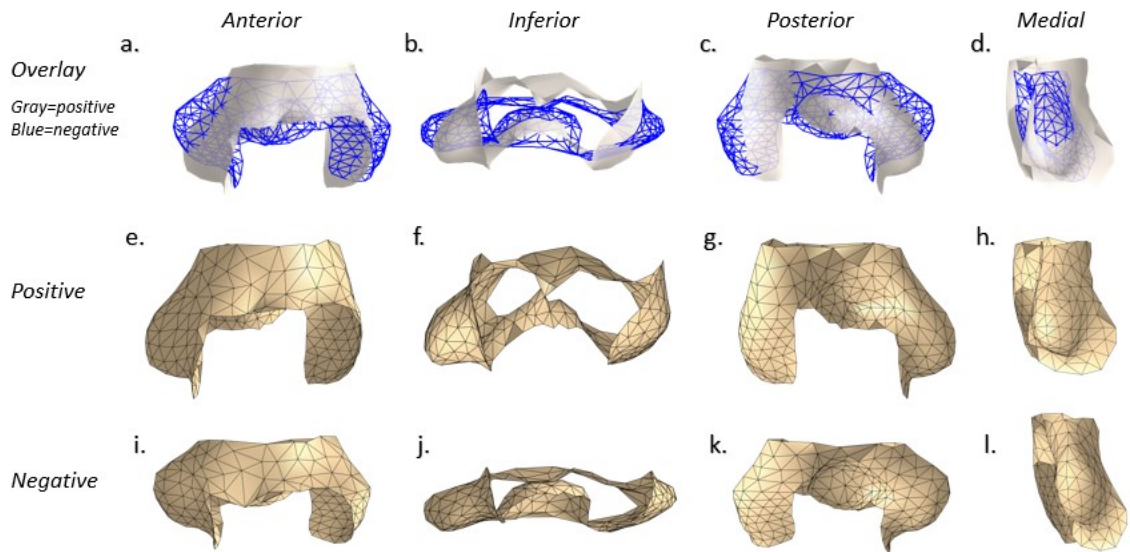 Anterior
Inferior
Posterior
Medial
a.
b.
c.
d.
Overlay
Gray=positive
Blue=negative
e.
f.
g.
h.
Positive
i.
j.
k.
l.
Negative